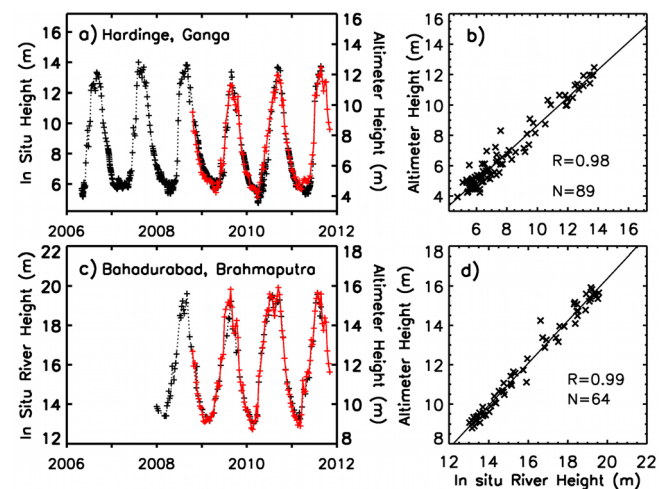 a) Hardinge, Ganga
In Situ Height (m)
16
14
12
10
8
6
Altimeter Height (m)
16
14
12
10
8
6
4
2006 2008 2010 2012
b)
Altimeter Height (m)
16
14
12
10
8
6
4
R=0.98
N=89
6 8 10 12 14 16
c) Bahadurabad, Brahmaputra
In Situ River Height (m)
22
20
18
16
14
12
Altimeter Height (m)
16
14
12
10
8
2006 2008 2010 2012
d)
Altimeter Height (m)
18
16
14
12
10
8
R=0.99
N=64
12 14 16 18 20 22
In situ River Height (m)